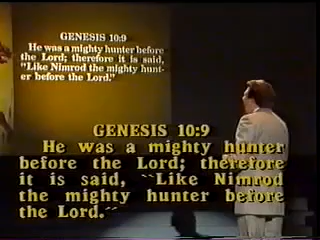 GENESIS 10:9
He was a mighty hunter before
the Lord; therefore it is said,
"Like Nimrod the mighty hunt-
er before the Lord."
GENESIS 10:9
He was a mighty hunter
before the Lord; therefore
it is said, ``Like Nimrod
the mighty hunter before
the Lord.´´